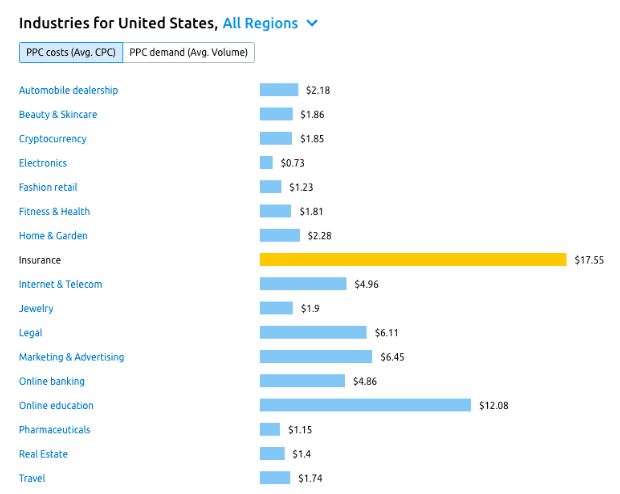 Industries for United States, All Regions
PPC costs (Avg. CPC) PPC demand (Avg. Volume)
Automobile dealership $2.18
Beauty & Skincare $1.86
Cryptocurrency $1.85
Electronics $0.73
Fashion retail $1.23
Fitness & Health $1.81
Home & Garden $2.28
Insurance $17.55
Internet & Telecom $4.96
Jewelry $1.9
Legal $6.11
Marketing & Advertising $6.45
Online banking $4.86
Online education $12.08
Pharmaceuticals $1.15
Real Estate $1.4
Travel $1.74